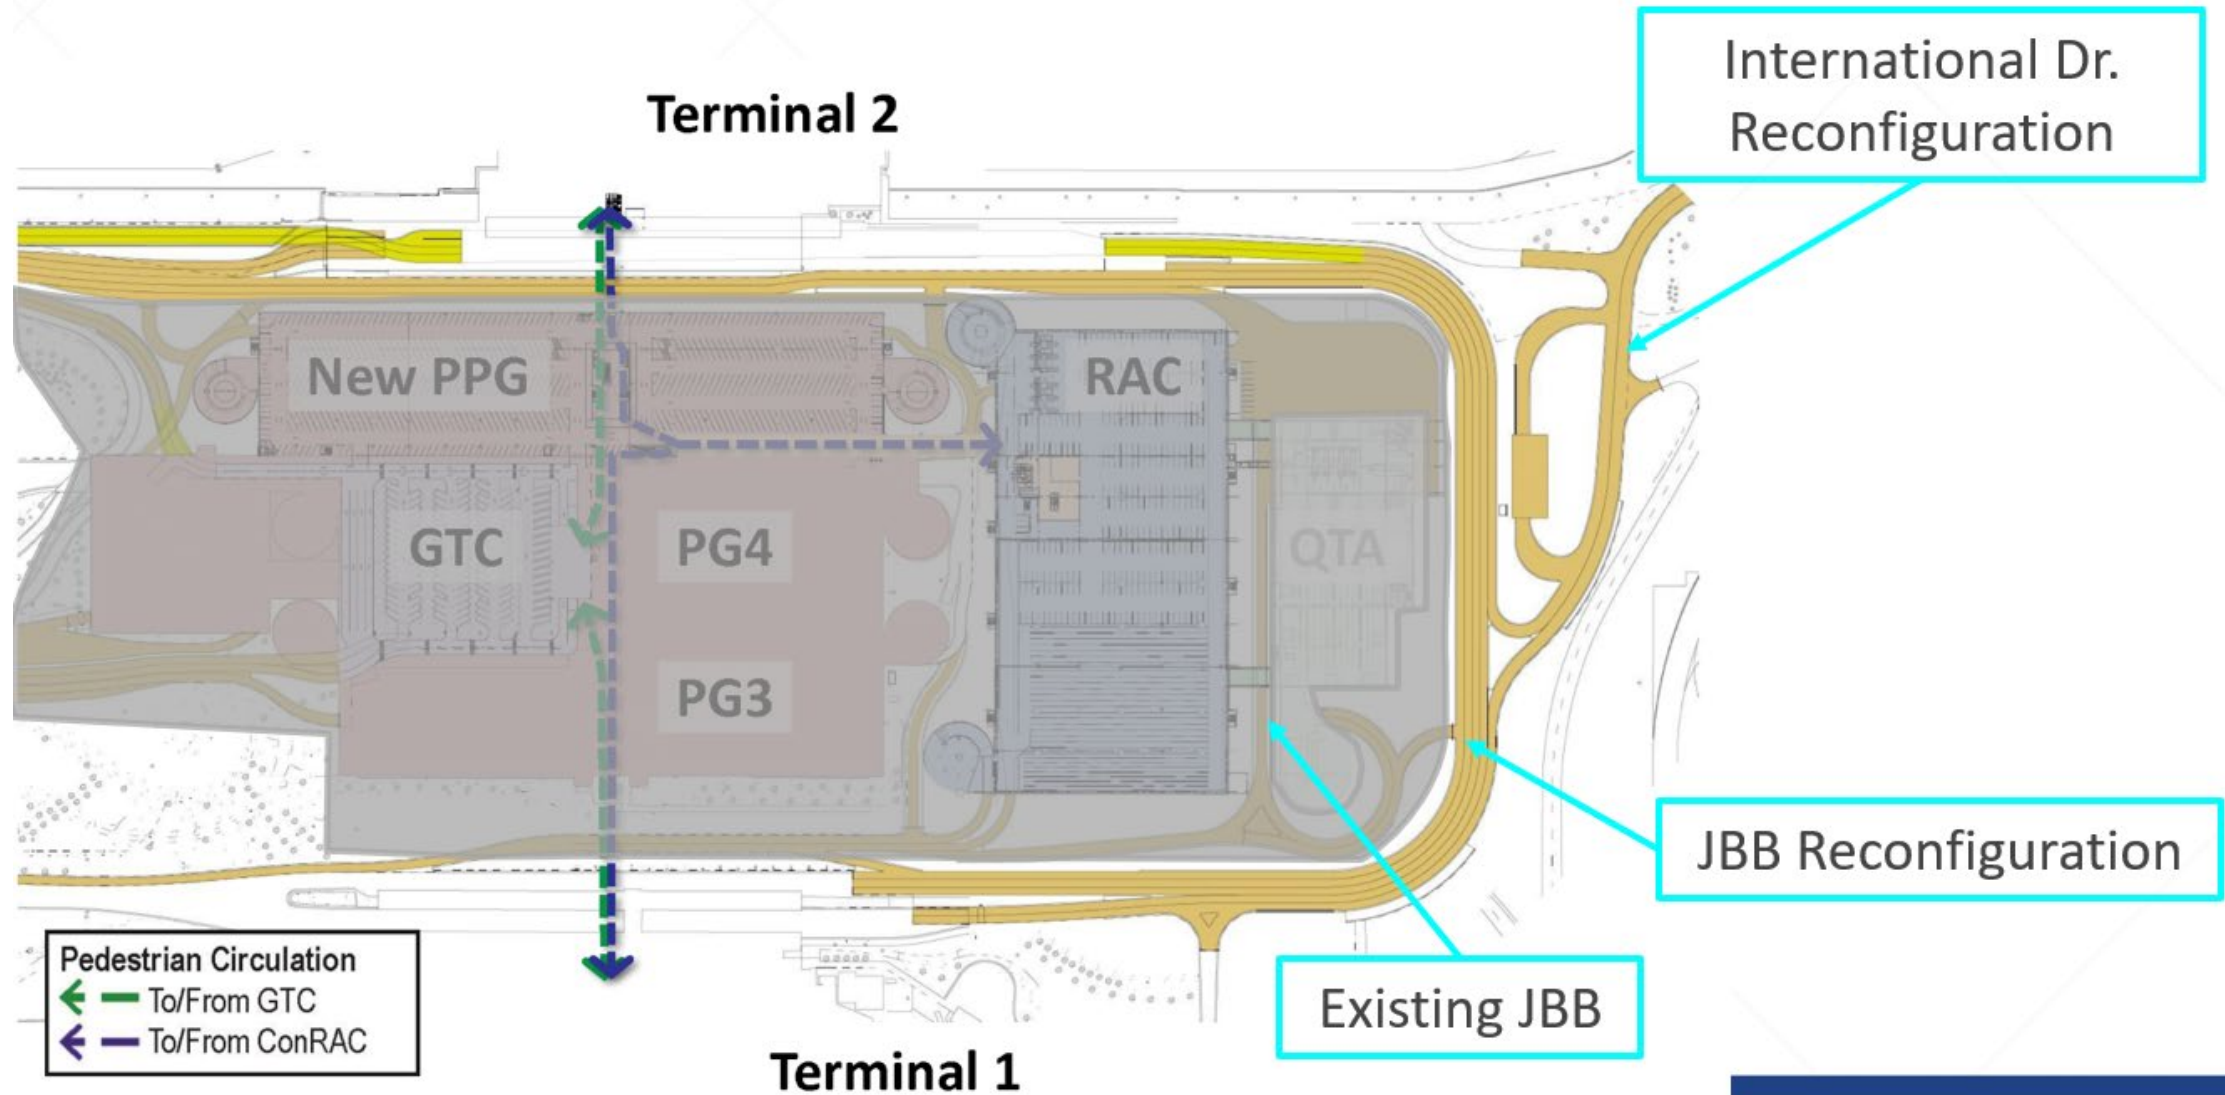 International Dr.
Reconfiguration
Terminal 2
New PPG
RAC
GTC
PG4
QTA
PG3
JBB Reconfiguration
Existing JBB
Pedestrian Circulation
To/From GTC
To/From ConRAC
Terminal 1